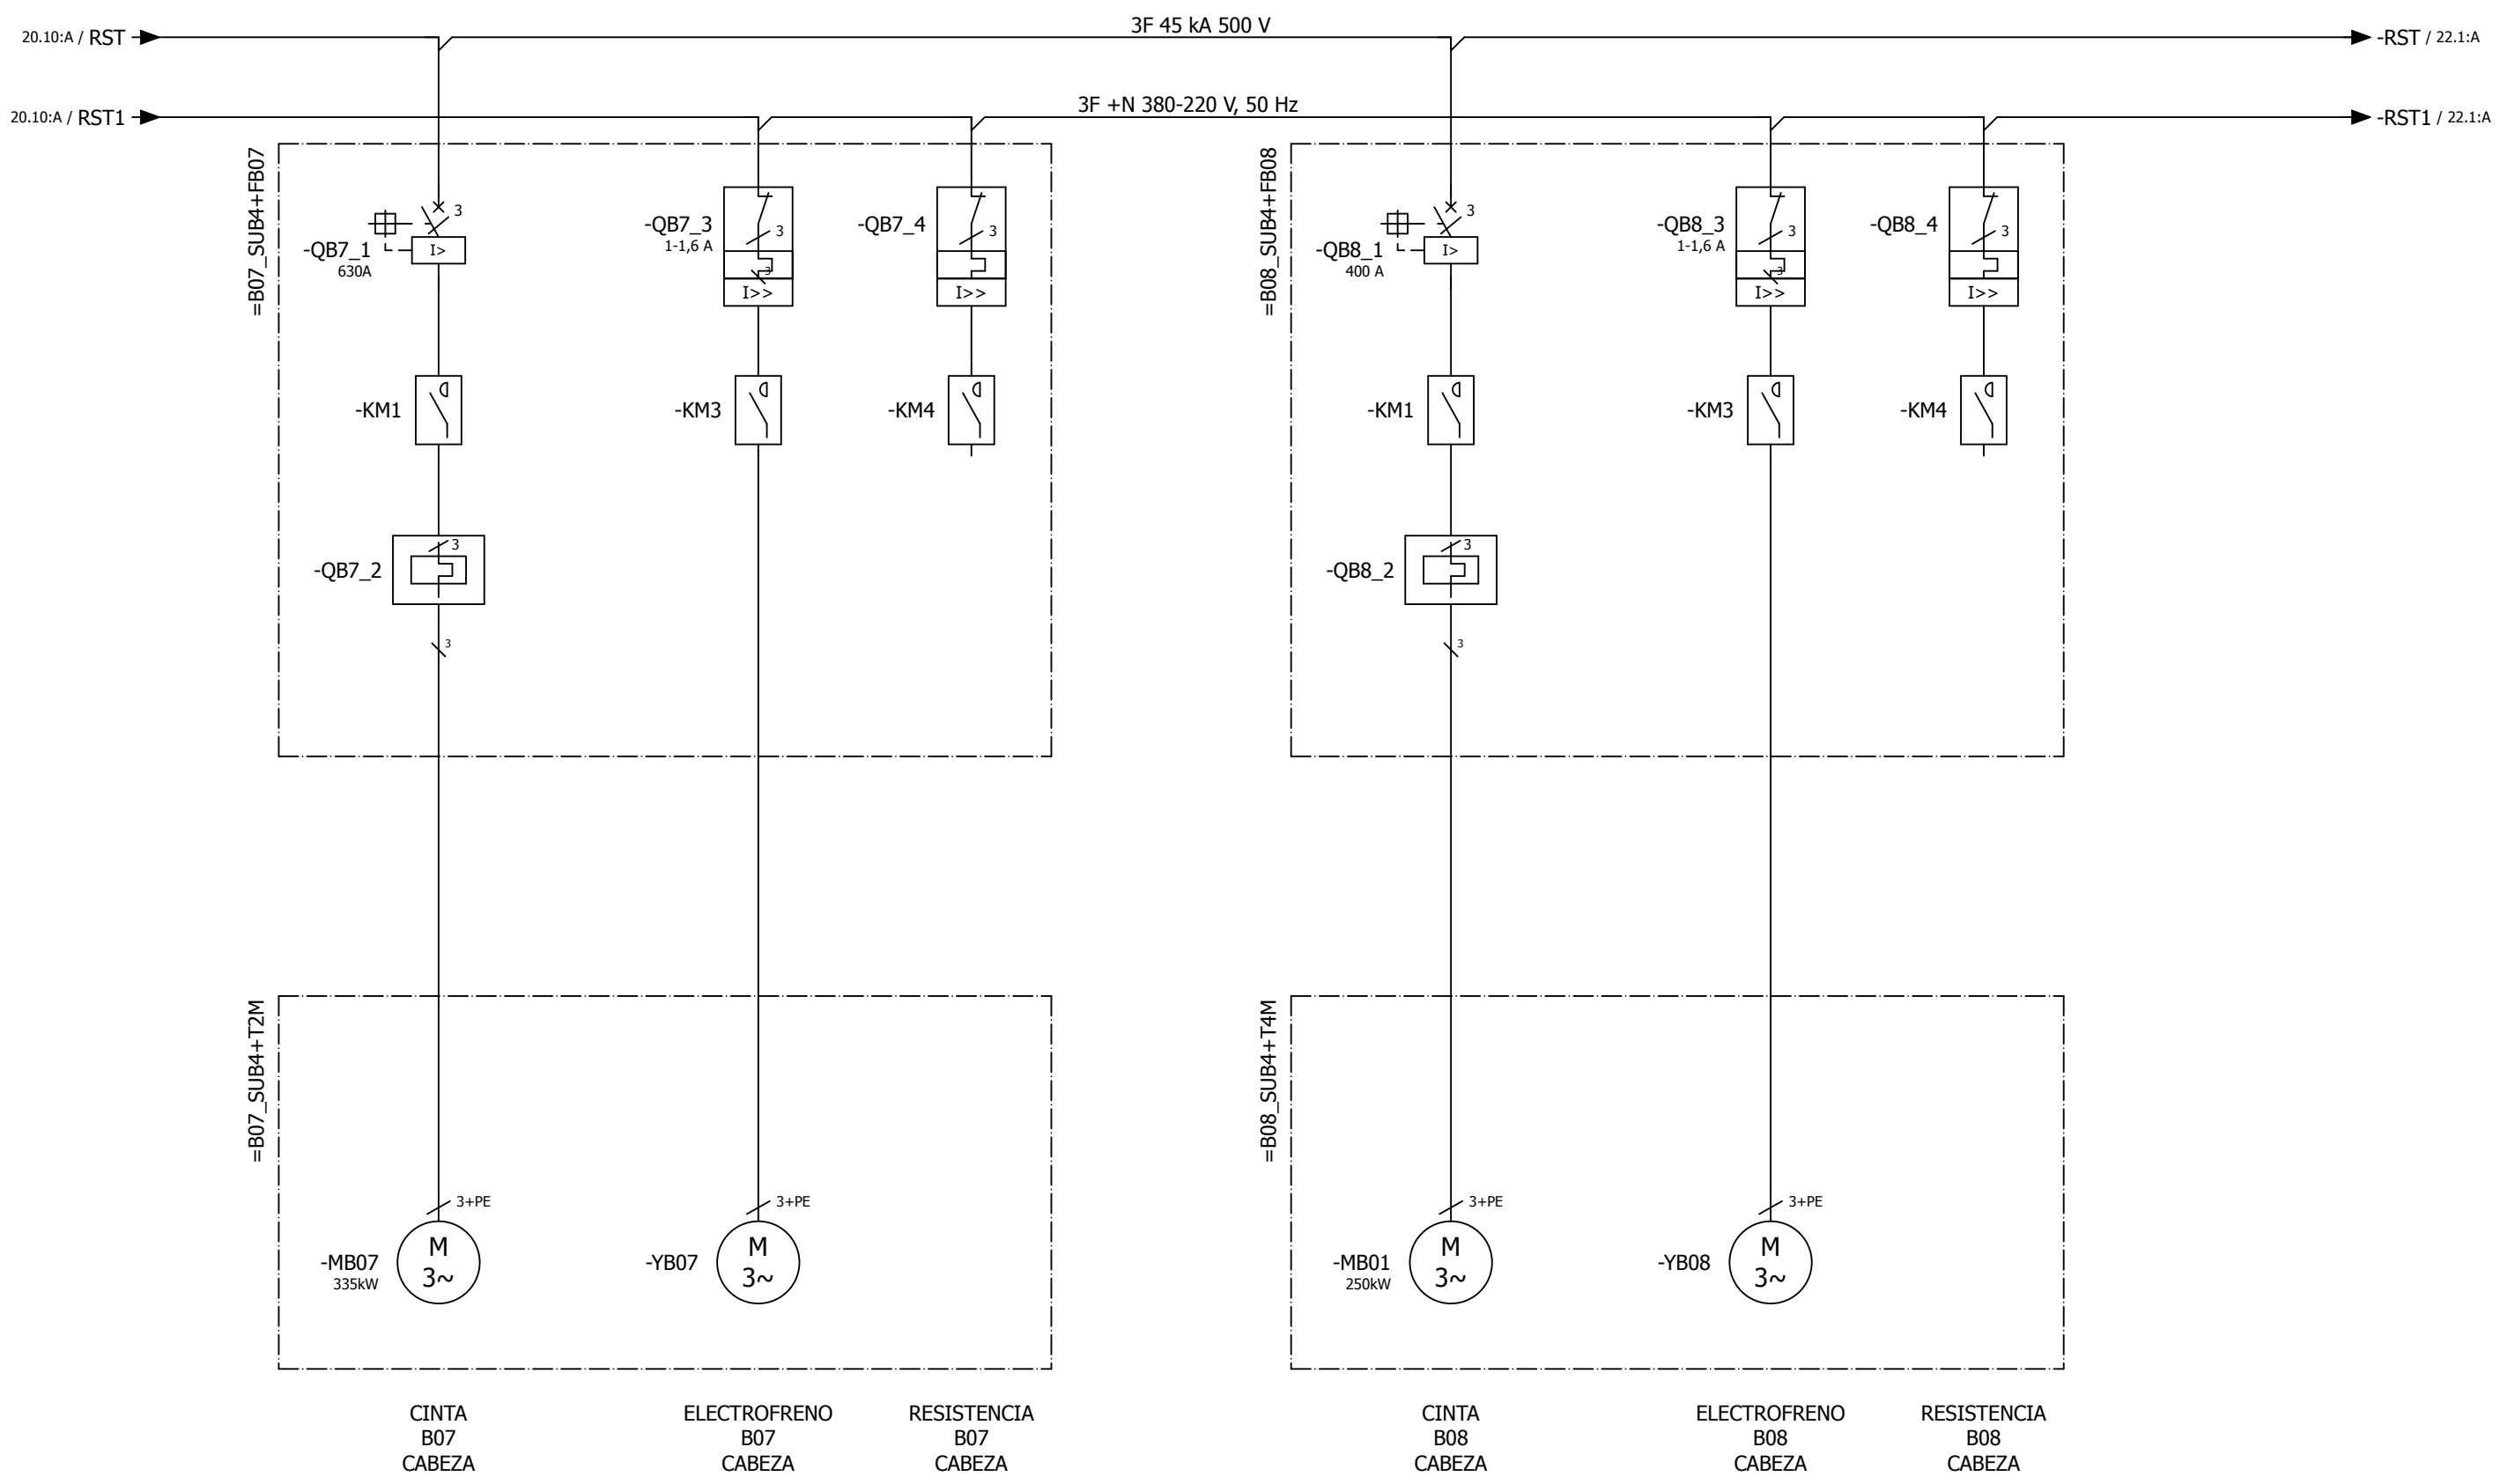 3F 45 kA 500 V
20.10:A / RST
-RST / 22.1:A
3F +N 380-220 V, 50 Hz
20.10:A / RST1
-RST1 / 22.1:A
=B07_SUB4+FB07
-QB7_1
630A
3
I>
-QB7_3
1-1,6 A
3
3
I>>
-QB7_4
3
I>>
-KM1
-KM3
-KM4
-QB7_2
3
3
=B08_SUB4+FB08
-QB8_1
400 A
3
I>
-QB8_3
1-1,6 A
3
3
I>>
-QB8_4
3
I>>
-KM1
-KM3
-KM4
-QB8_2
3
3
=B07_SUB4+T2M
3+PE
-MB07
335kW
M
3~
3+PE
-YB07
M
3~
=B08_SUB4+T4M
3+PE
-MB01
250kW
M
3~
3+PE
-YB08
M
3~
CINTA
B07
CABEZA
ELECTROFRENO
B07
CABEZA
RESISTENCIA
B07
CABEZA
CINTA
B08
CABEZA
ELECTROFRENO
B08
CABEZA
RESISTENCIA
B08
CABEZA